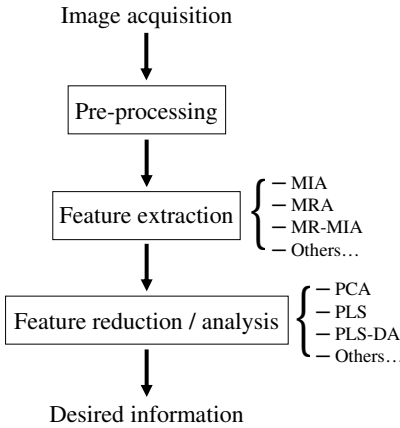 Image acquisition
Pre-processing
Feature extraction
– MIA
– MRA
– MR-MIA
– Others…
Feature reduction / analysis
– PCA
– PLS
– PLS-DA
– Others…
Desired information